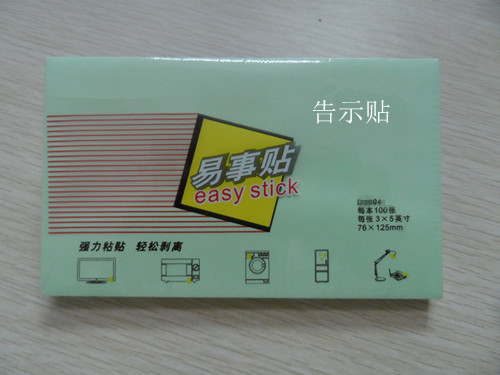 告示贴
易事贴
easy stick
每本100张
每张 3×5英寸
76×125mm
强力粘贴 轻松剥离